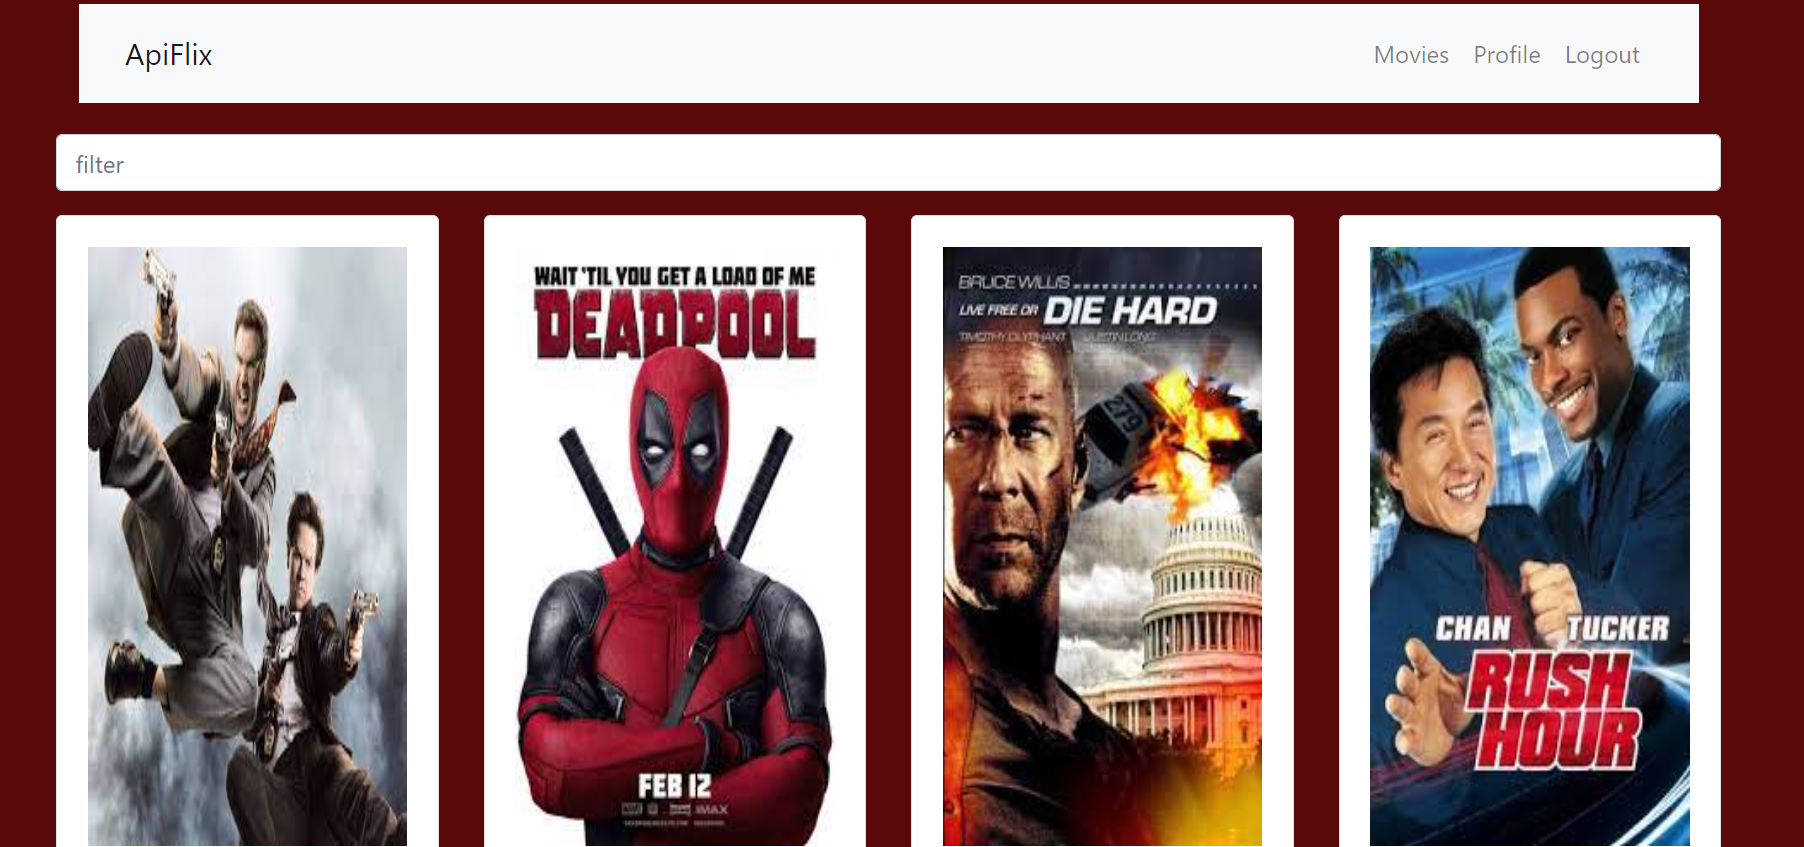 ApiFlix
Movies Profile Logout
filter
WAIT 'TIL YOU GET A LOAD OF ME
DEADPOOL
FEB 12
IMAX
BRUCE WILLIS
LIVE FREE OR DIE HARD
TIMOTHY OLYPHANT JUSTIN LONG
279
CHAN TUCKER
RUSH
HOUR